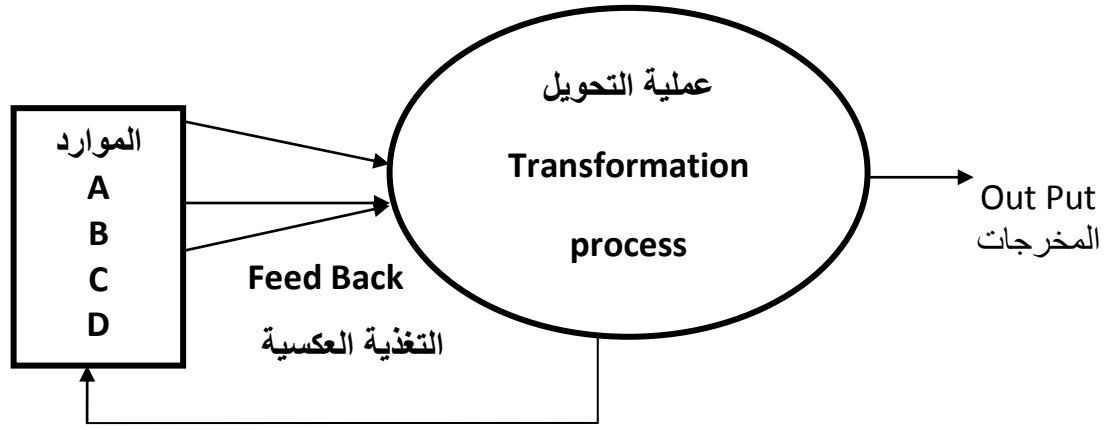 عملية التحويل
Transformation
process
الموارد
A
B
C
D
Feed Back
التغذية العكسية
Out Put
المخرجات